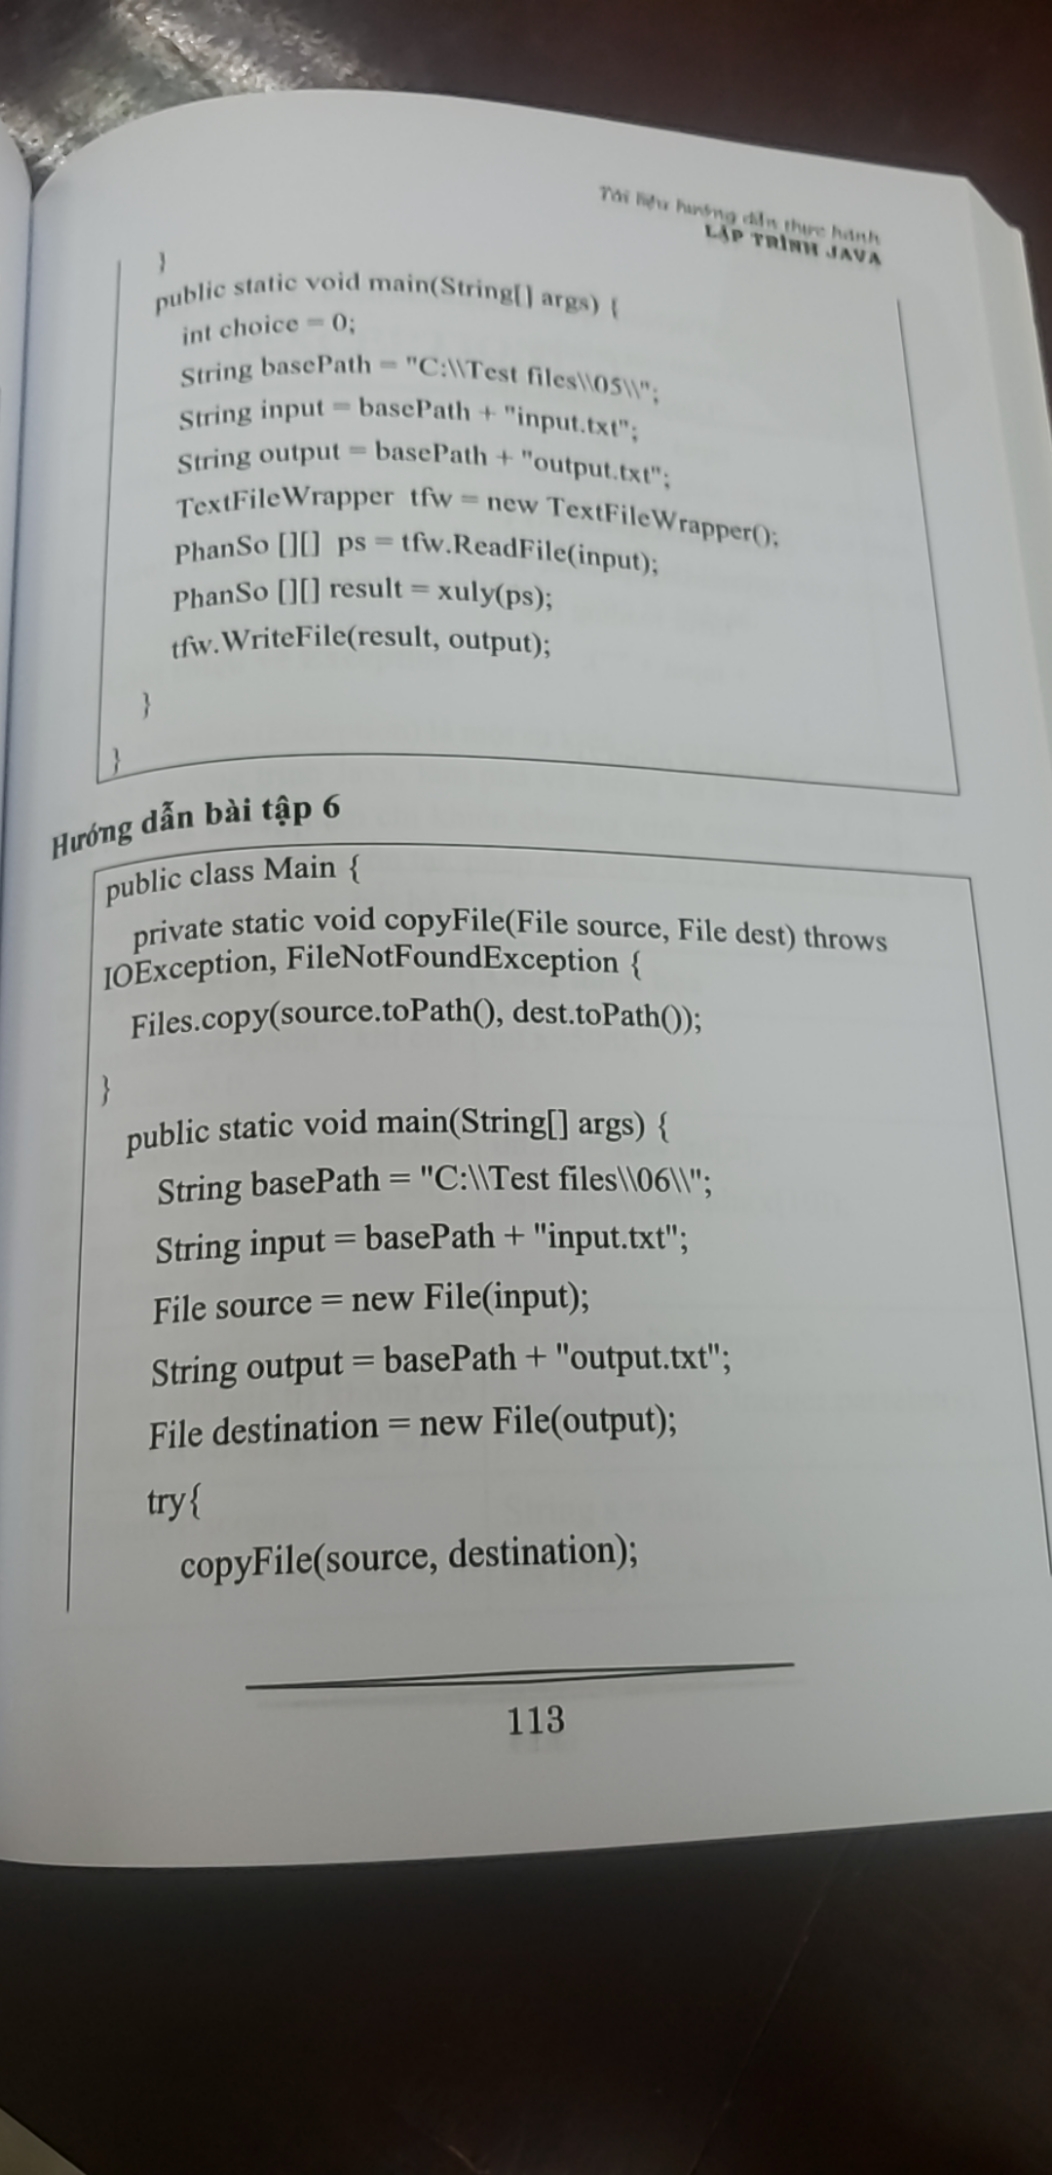 Tài liệu hướng dẫn thực hành
LẬP TRÌNH JAVA
}
public static void main(String[] args) {
int choice = 0;
String basePath = "C:\\Test files\\05\\";
String input = basePath + "input.txt";
String output = basePath + "output.txt";
TextFileWrapper tfw = new TextFileWrapper();
PhanSo [][] ps = tfw.ReadFile(input);
PhanSo [][] result = xuly(ps);
tfw.WriteFile(result, output);
}
}
Hướng dẫn bài tập 6
public class Main {
private static void copyFile(File source, File dest) throws
IOException, FileNotFoundException {
Files.copy(source.toPath(), dest.toPath());
}
public static void main(String[] args) {
String basePath = "C:\\Test files\\06\\";
String input = basePath + "input.txt";
File source = new File(input);
String output = basePath + "output.txt";
File destination = new File(output);
try{
copyFile(source, destination);
113